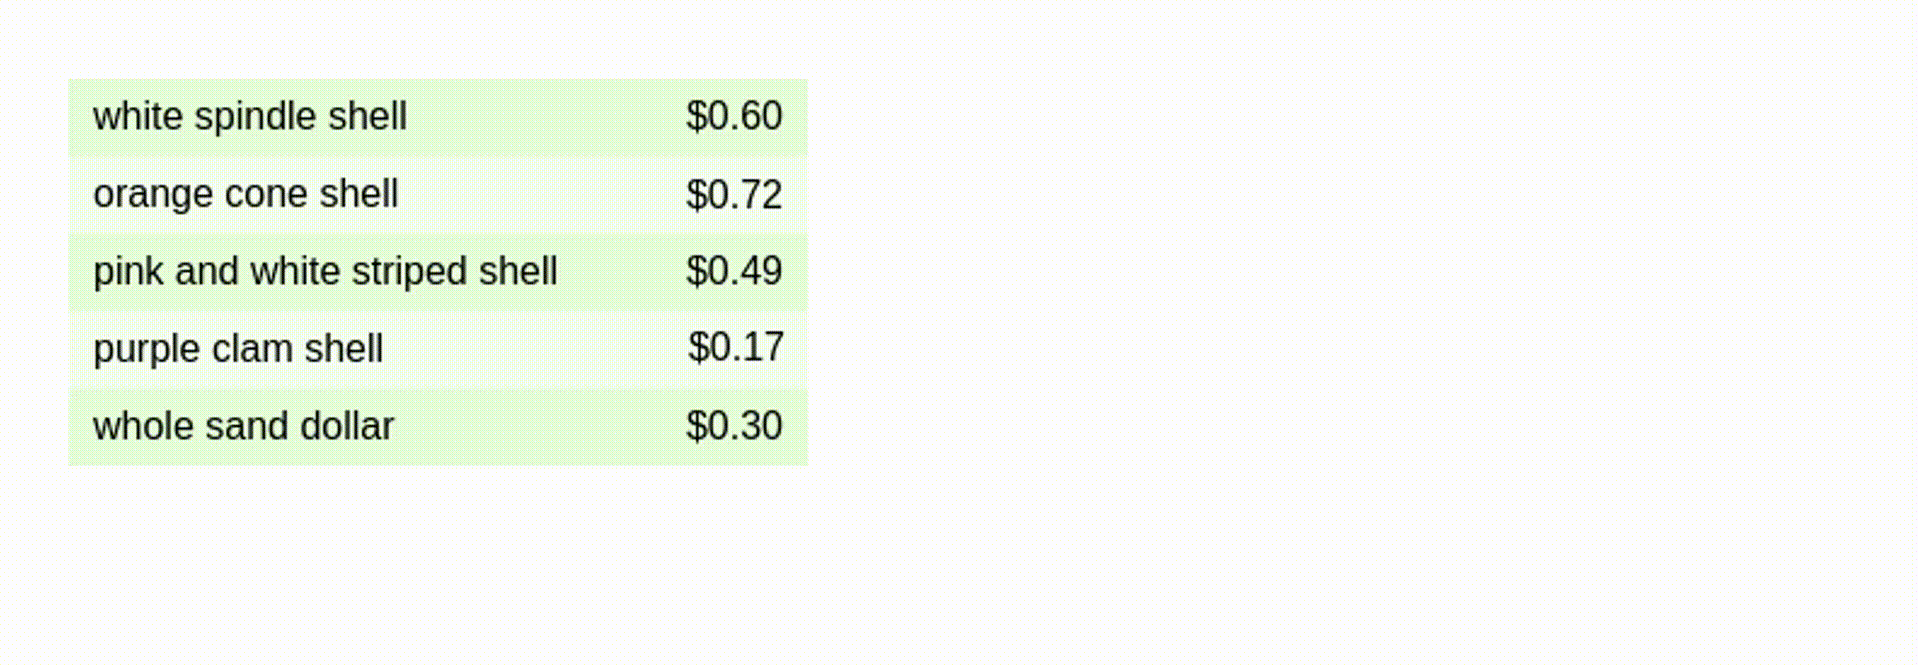 white spindle shell $0.60
orange cone shell $0.72
pink and white striped shell $0.49
purple clam shell $0.17
whole sand dollar $0.30